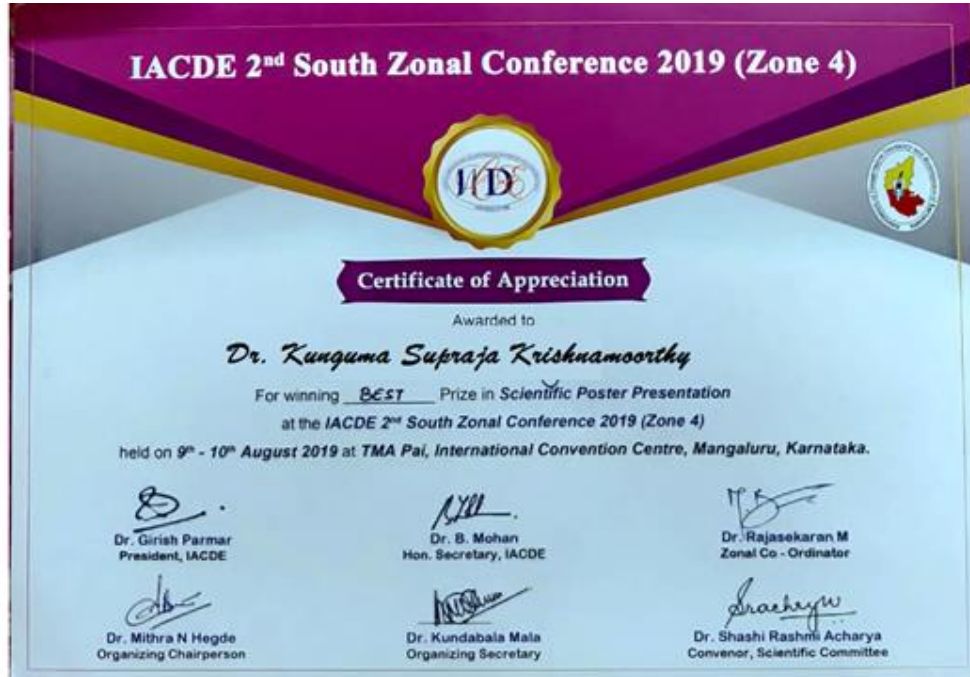 IACDE 2nd South Zonal Conference 2019 (Zone 4)
Certificate of Appreciation
Awarded to
Dr. Kunguma Supraja Krishnamoorthy
For winning BEST Prize in Scientific Poster Presentation
at the IACDE 2nd South Zonal Conference 2019 (Zone 4)
held on 9th - 10th August 2019 at TMA Pai, International Convention Centre, Mangaluru, Karnataka.
Dr. Girish Parmar
President, IACDE
Dr. B. Mohan
Hon. Secretary, IACDE
Dr. Rajasekaran M
Zonal Co - Ordinator
Dr. Mithra N Hegde
Organizing Chairperson
Dr. Kundabala Mala
Organizing Secretary
Dr. Shashi Rashmi Acharya
Convenor, Scientific Committee